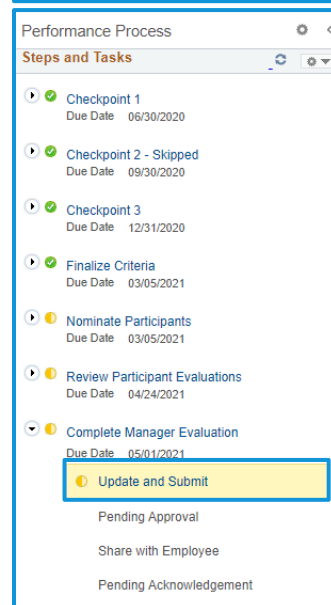 Performance Process
Steps and Tasks
Checkpoint 1
Due Date 06/30/2020
Checkpoint 2 - Skipped
Due Date 09/30/2020
Checkpoint 3
Due Date 12/31/2020
Finalize Criteria
Due Date 03/05/2021
Nominate Participants
Due Date 03/05/2021
Review Participant Evaluations
Due Date 04/24/2021
Complete Manager Evaluation
Due Date 05/01/2021
Update and Submit
Pending Approval
Share with Employee
Pending Acknowledgement